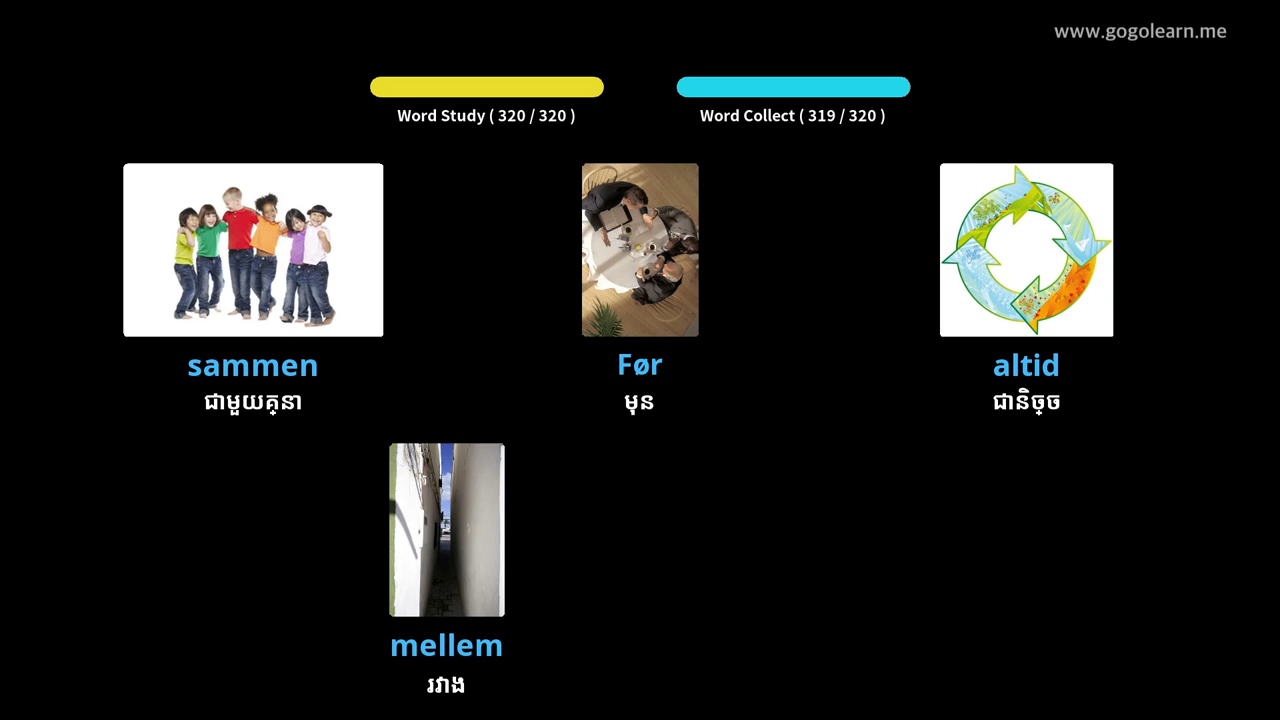 www.gogolearn.me
Word Study ( 320 / 320 )
Word Collect ( 319 / 320 )
sammen
ជាមួយគ្នា
Før
មុន
altid
ជានិច្ច
mellem
រវាង